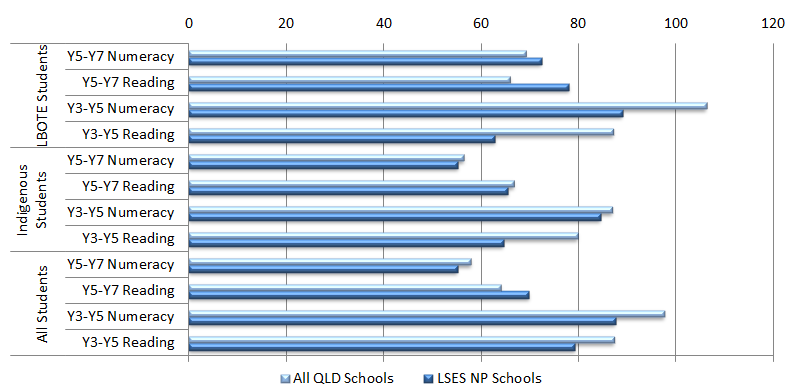 0 20 40 60 80 100 120
LBOTE Students
Y5-Y7 Numeracy
Y5-Y7 Reading
Y3-Y5 Numeracy
Y3-Y5 Reading
Indigenous
Students
Y5-Y7 Numeracy
Y5-Y7 Reading
Y3-Y5 Numeracy
Y3-Y5 Reading
All Students
Y5-Y7 Numeracy
Y5-Y7 Reading
Y3-Y5 Numeracy
Y3-Y5 Reading
All QLD Schools LSES NP Schools